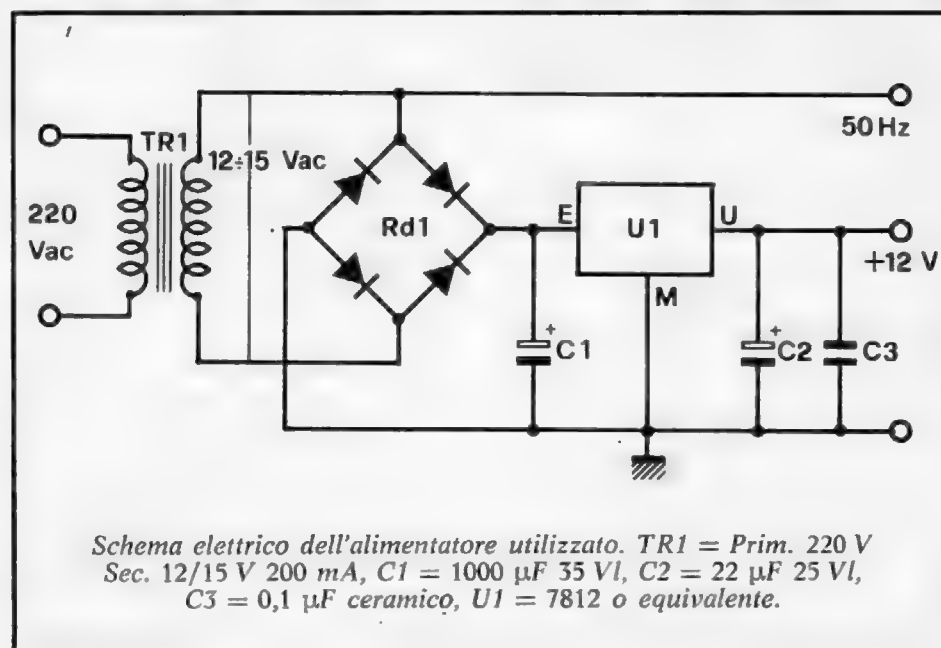 50 Hz
TR1
12÷15 Vac
220
Vac
Rd1
E
U1
U
M
+12 V
+
C1
+
C2
C3
Schema elettrico dell'alimentatore utilizzato. TR1 = Prim. 220 V
Sec. 12/15 V 200 mA, C1 = 1000 µF 35 Vl, C2 = 22 µF 25 Vl,
C3 = 0,1 µF ceramico, U1 = 7812 o equivalente.